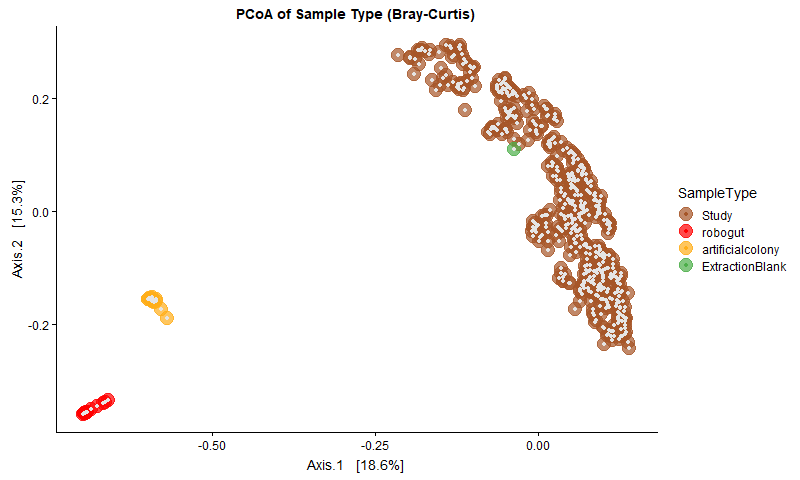 PCoA of Sample Type (Bray-Curtis)
0.2
0.0
-0.2
Axis.2 [15.3%]
-0.50
-0.25
0.00
Axis.1 [18.6%]
SampleType
Study
robogut
artificialcolony
ExtractionBlank